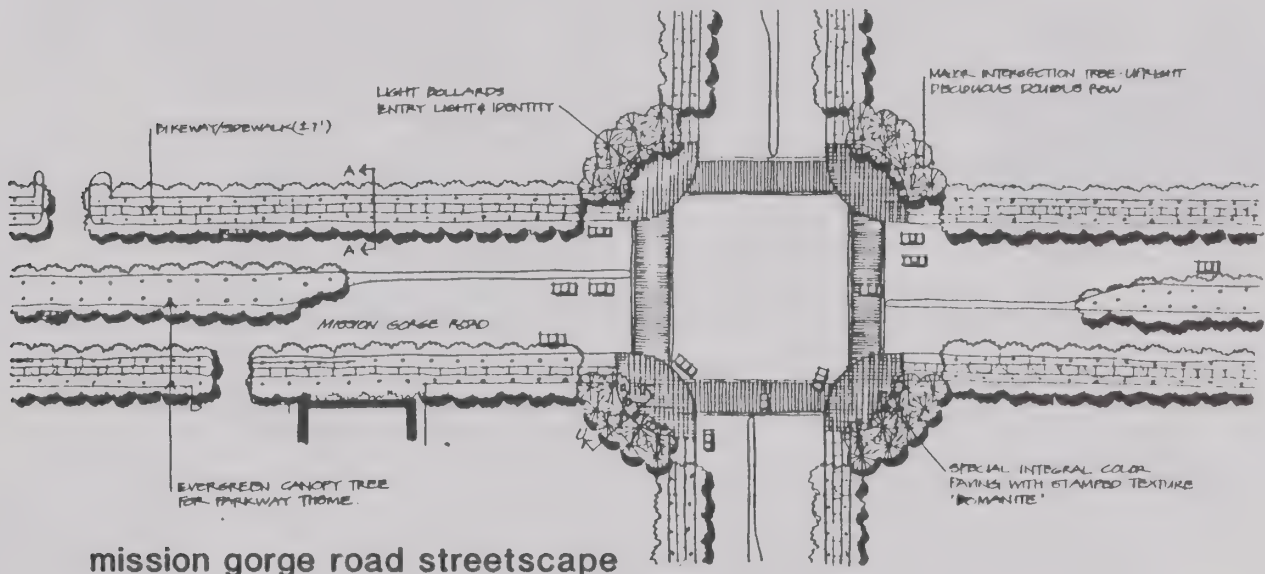 LIGHT BOLLARDS
ENTRY LIGHT & IDENTITY
MAJOR INTERSECTION TREE-UPRIGHT
DECIDUOUS DOUBLE ROW
BIKEWAY/SIDEWALK (±7')
A
A
MISSION GORGE ROAD
EVERGREEN CANOPY TREE
FOR PARKWAY THEME.
SPECIAL INTEGRAL COLOR
PAVING WITH STAMPED TEXTURE
'BOMANITE'
mission gorge road streetscape